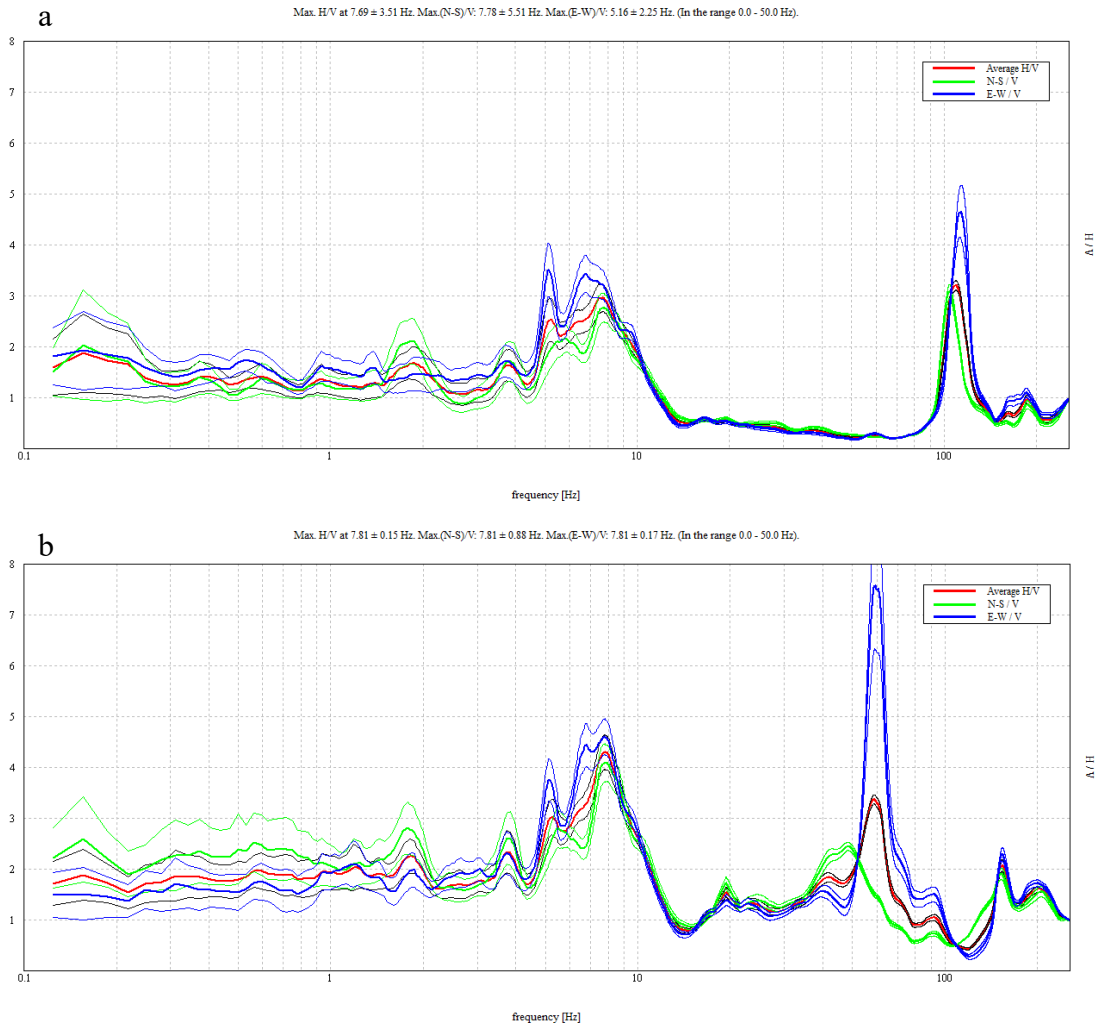 a
Max. H/V at 7.69 ± 3.51 Hz. Max.(N-S)/V: 7.78 ± 5.51 Hz. Max.(E-W)/V: 5.16 ± 2.25 Hz. (In the range 0.0 - 50.0 Hz).
8
Average H/V
N-S / V
E-W / V
7
6
5
H / V
4
3
2
1
0.1 1 10 100
frequency [Hz]
b
Max. H/V at 7.81 ± 0.15 Hz. Max.(N-S)/V: 7.81 ± 0.88 Hz. Max.(E-W)/V: 7.81 ± 0.17 Hz. (In the range 0.0 - 50.0 Hz).
8
Average H/V
N-S / V
E-W / V
7
6
5
H / V
4
3
2
1
0.1 1 10 100
frequency [Hz]